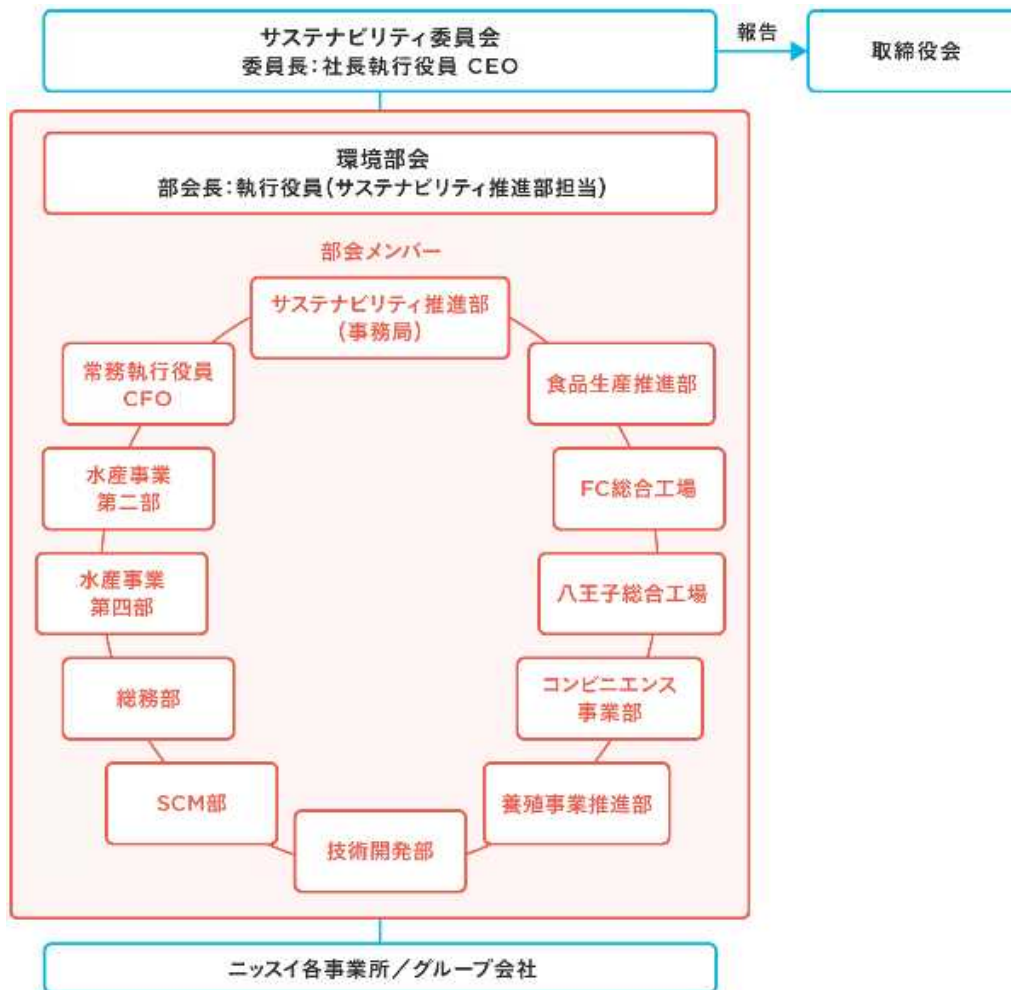 サステナビリティ委員会
委員長：社長執行役員 CEO
報告
取締役会
環境部会
部会長：執行役員（サステナビリティ推進部担当）
部会メンバー
サステナビリティ推進部
（事務局）
常務執行役員
CFO
食品生産推進部
水産事業
第二部
FC総合工場
水産事業
第四部
八王子総合工場
総務部
コンビニエンス
事業部
SCM部
養殖事業推進部
技術開発部
ニッスイ各事業所／グループ会社